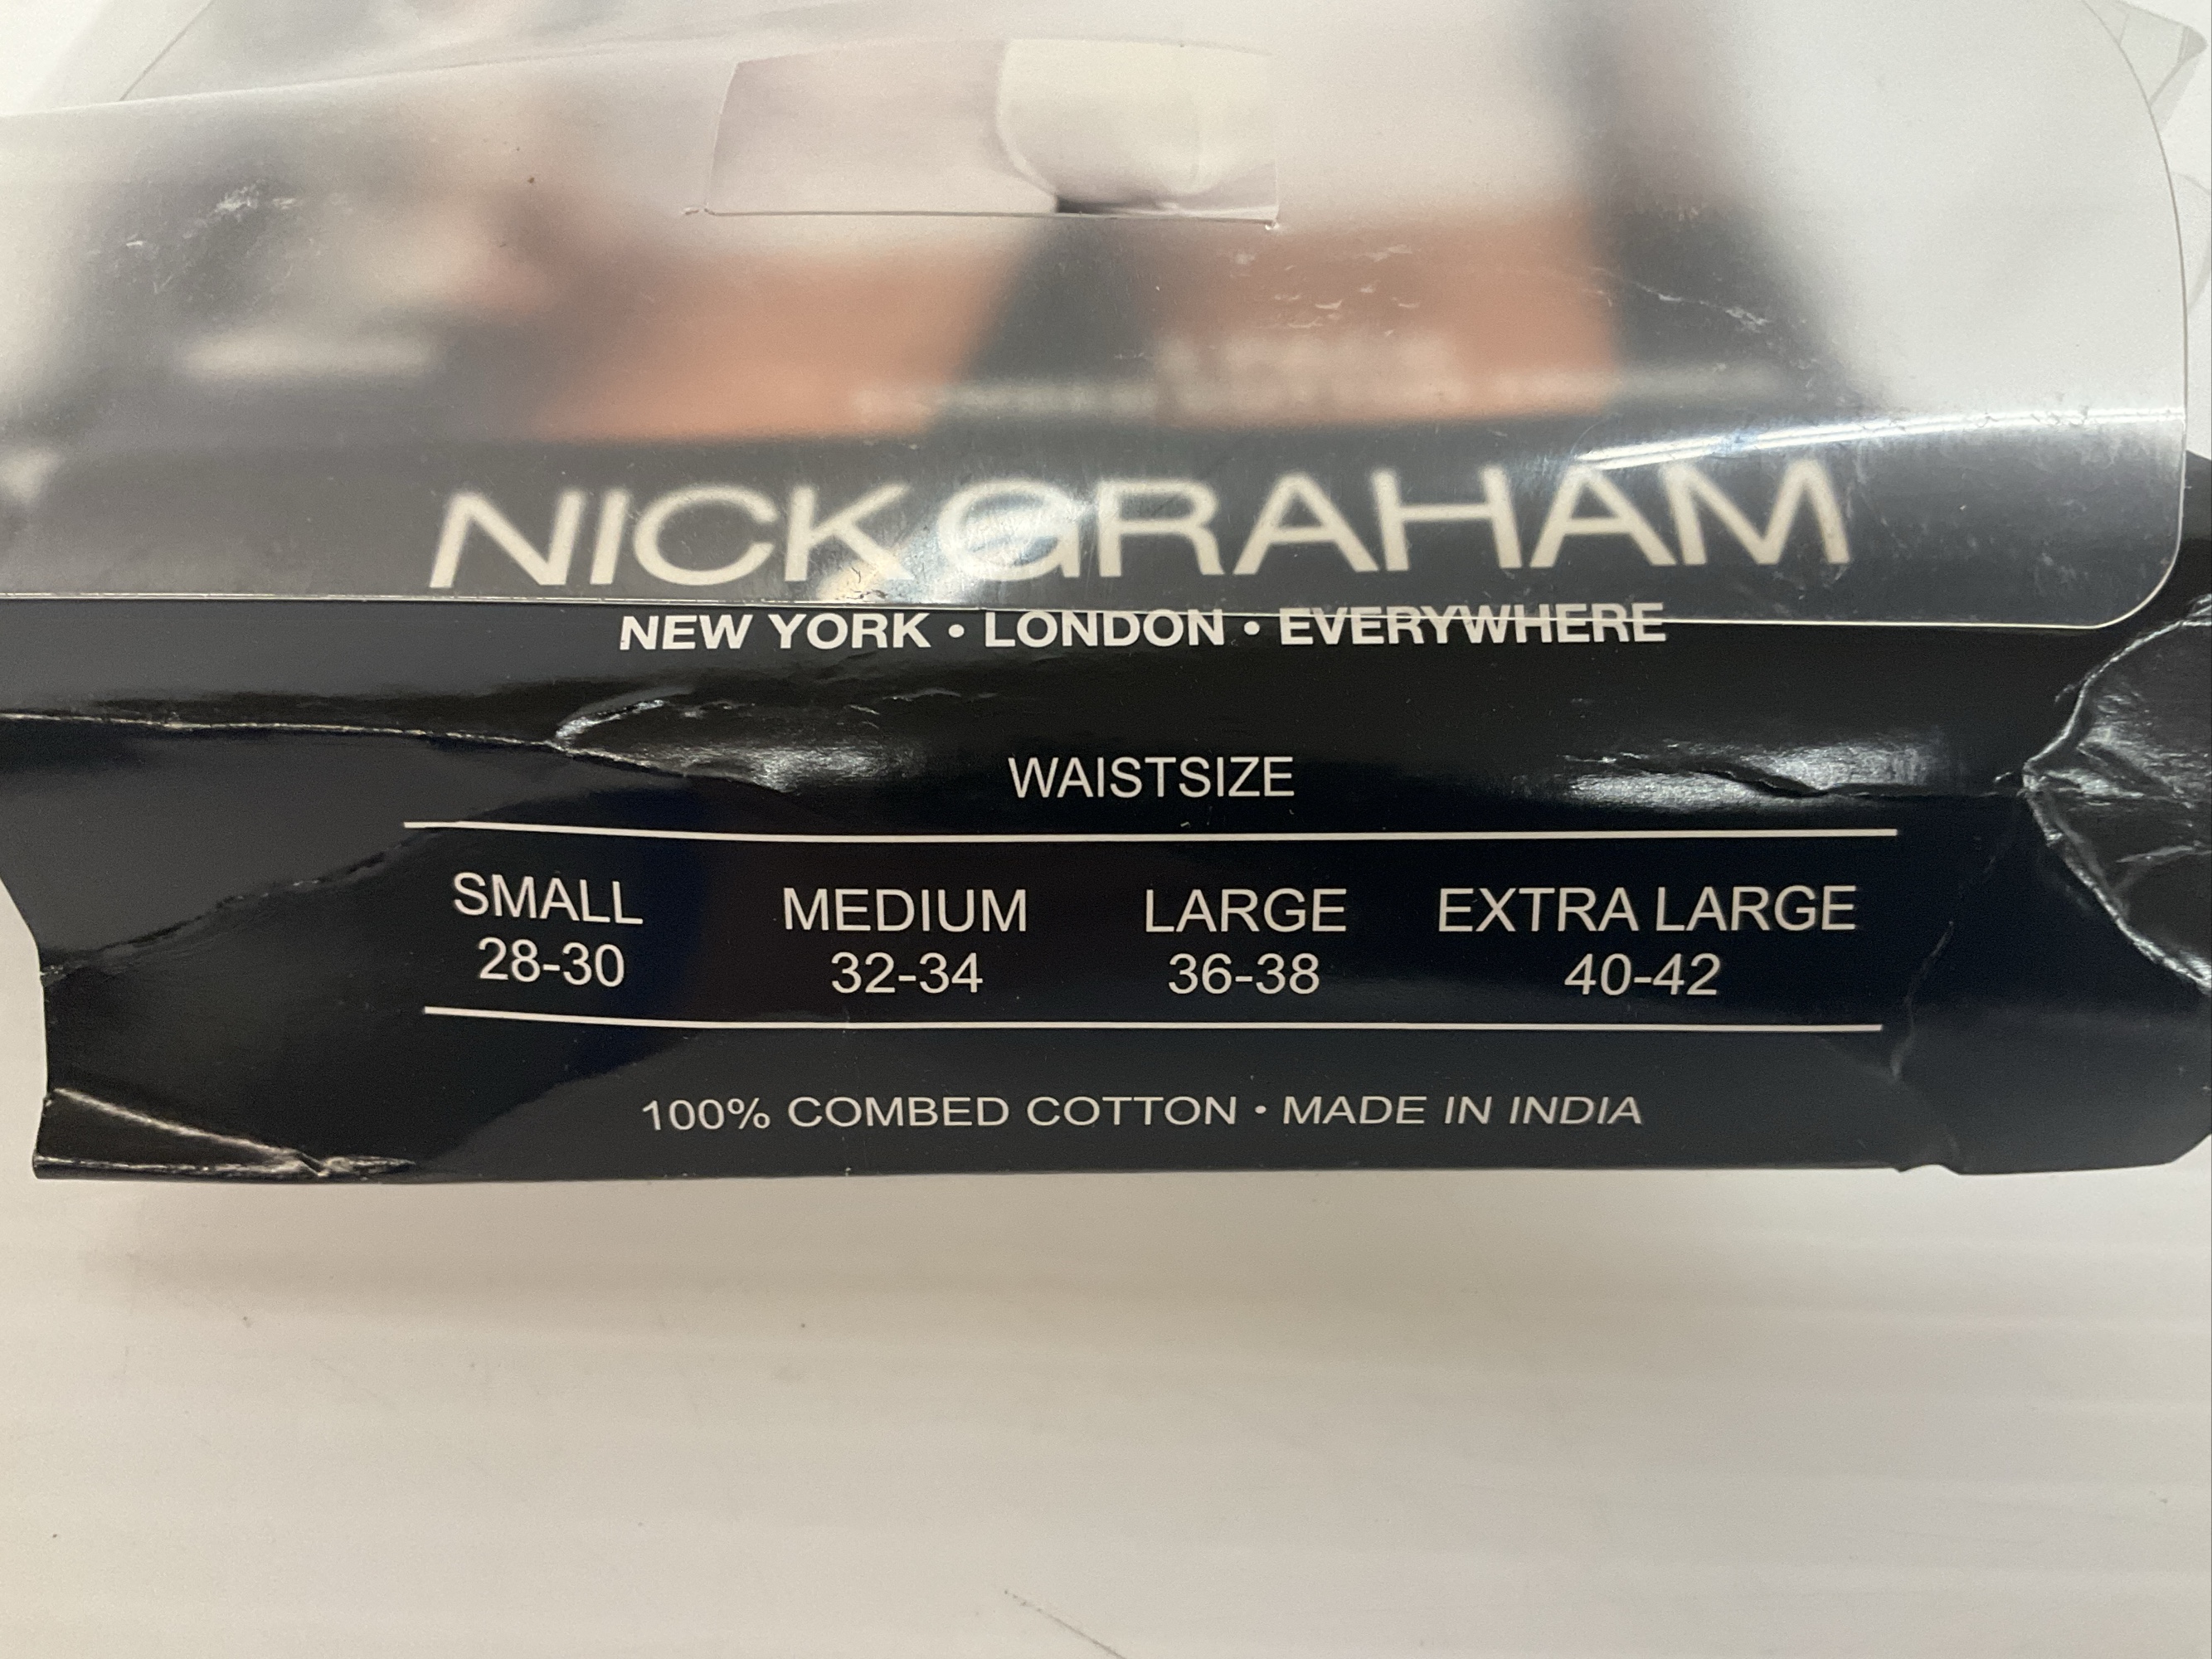 NICK GRAHAM
NEW YORK • LONDON • EVERYWHERE
WAISTSIZE
SMALL MEDIUM LARGE EXTRA LARGE
28-30 32-34 36-38 40-42
100% COMBED COTTON • MADE IN INDIA